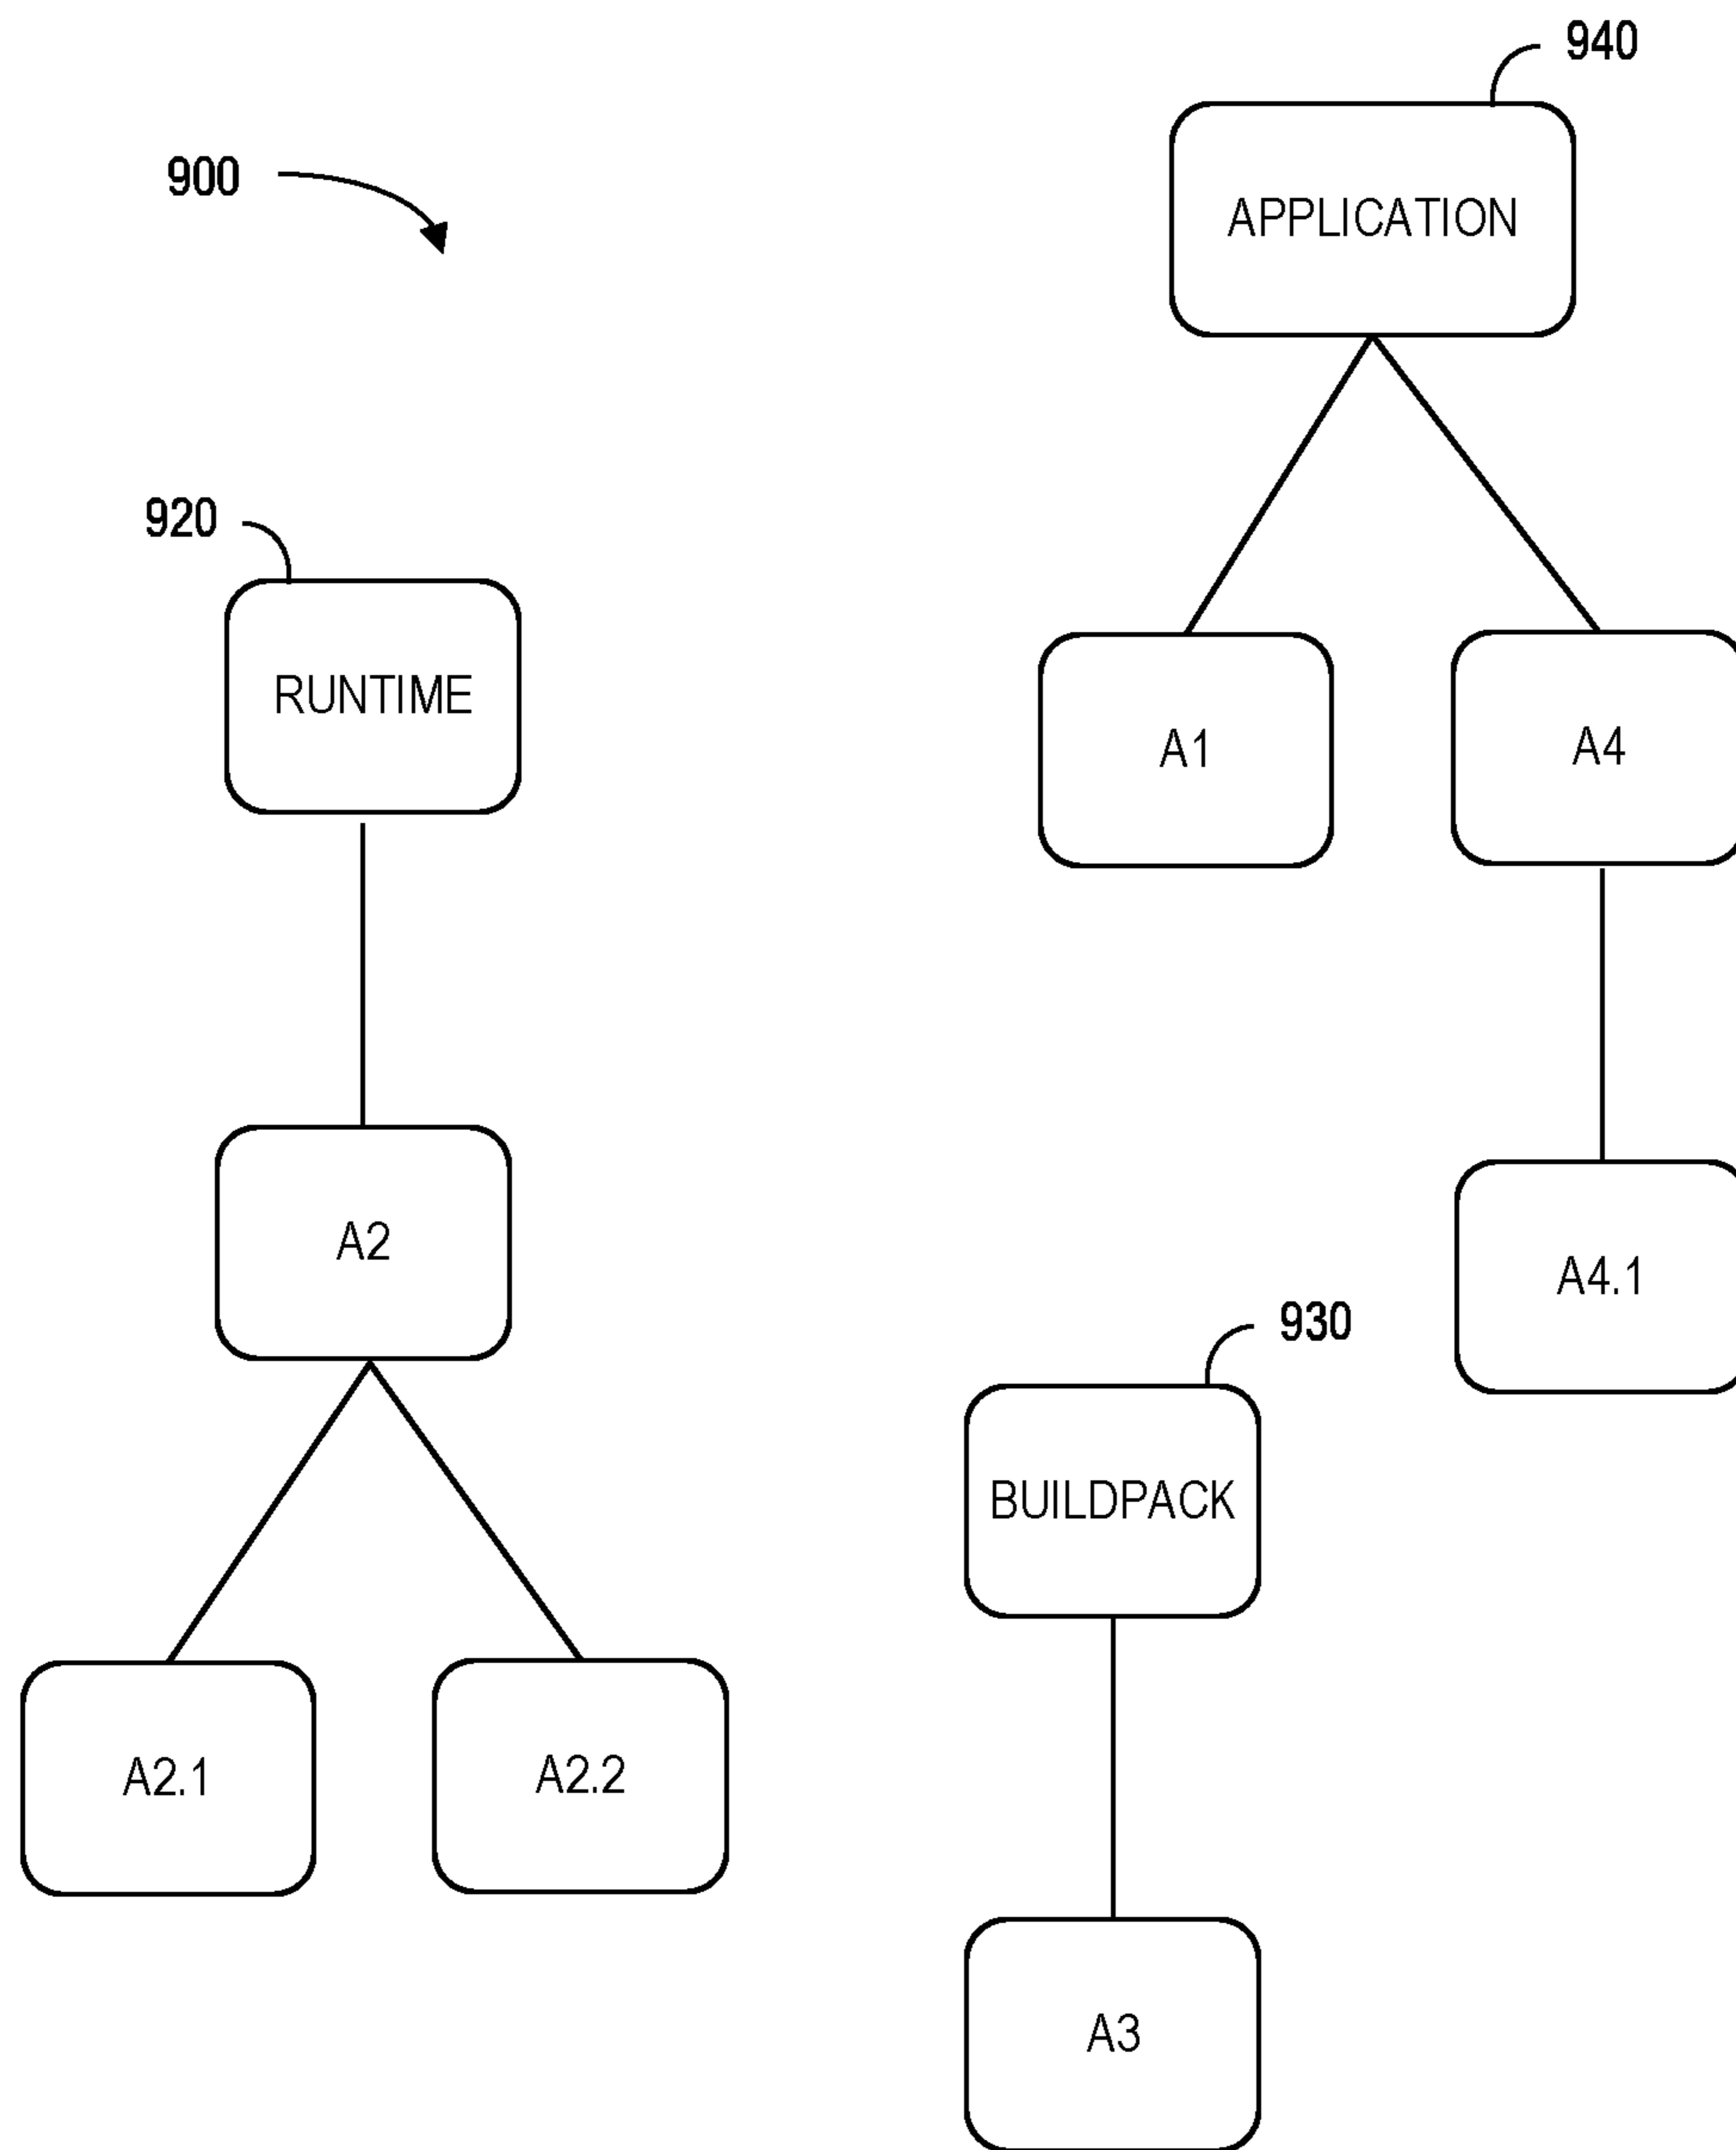 940
900
APPLICATION
920
RUNTIME
A1
A4
A2
A4.1
930
BUILDPACK
A2.1
A2.2
A3